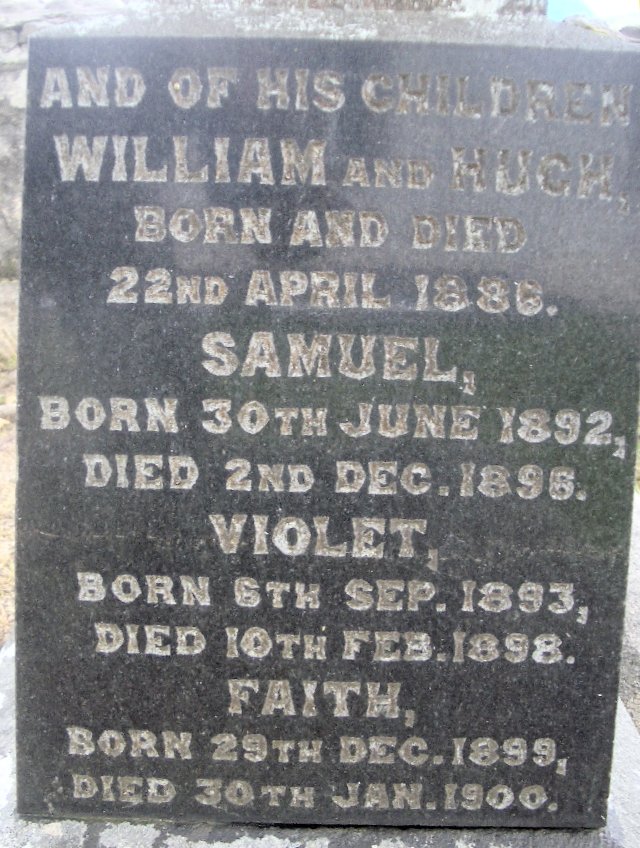 AND OF HIS CHILDREN
WILLIAM AND HUGH,
BORN AND DIED
22ND APRIL 1886.
SAMUEL,
BORN 30TH JUNE 1892,
DIED 2ND DEC. 1896.
VIOLET,
BORN 6TH SEP. 1893,
DIED 10TH FEB. 1898.
FAITH,
BORN 29TH DEC. 1899,
DIED 30TH JAN. 1900.